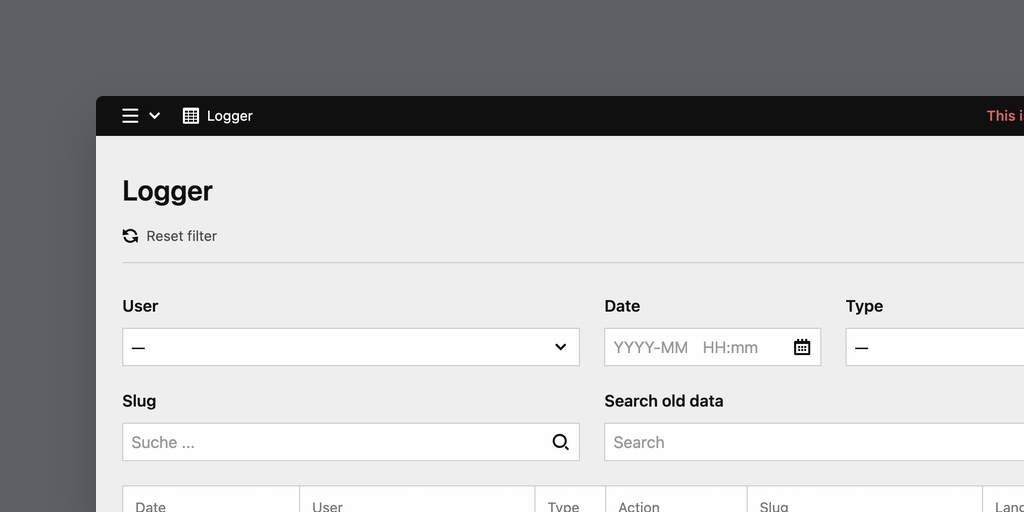 Logger
This i
Logger
Reset filter
User Date Type
— YYYY-MM HH:mm —
Slug Search old data
Suche ... Search
Date User Type Action Slug Lang